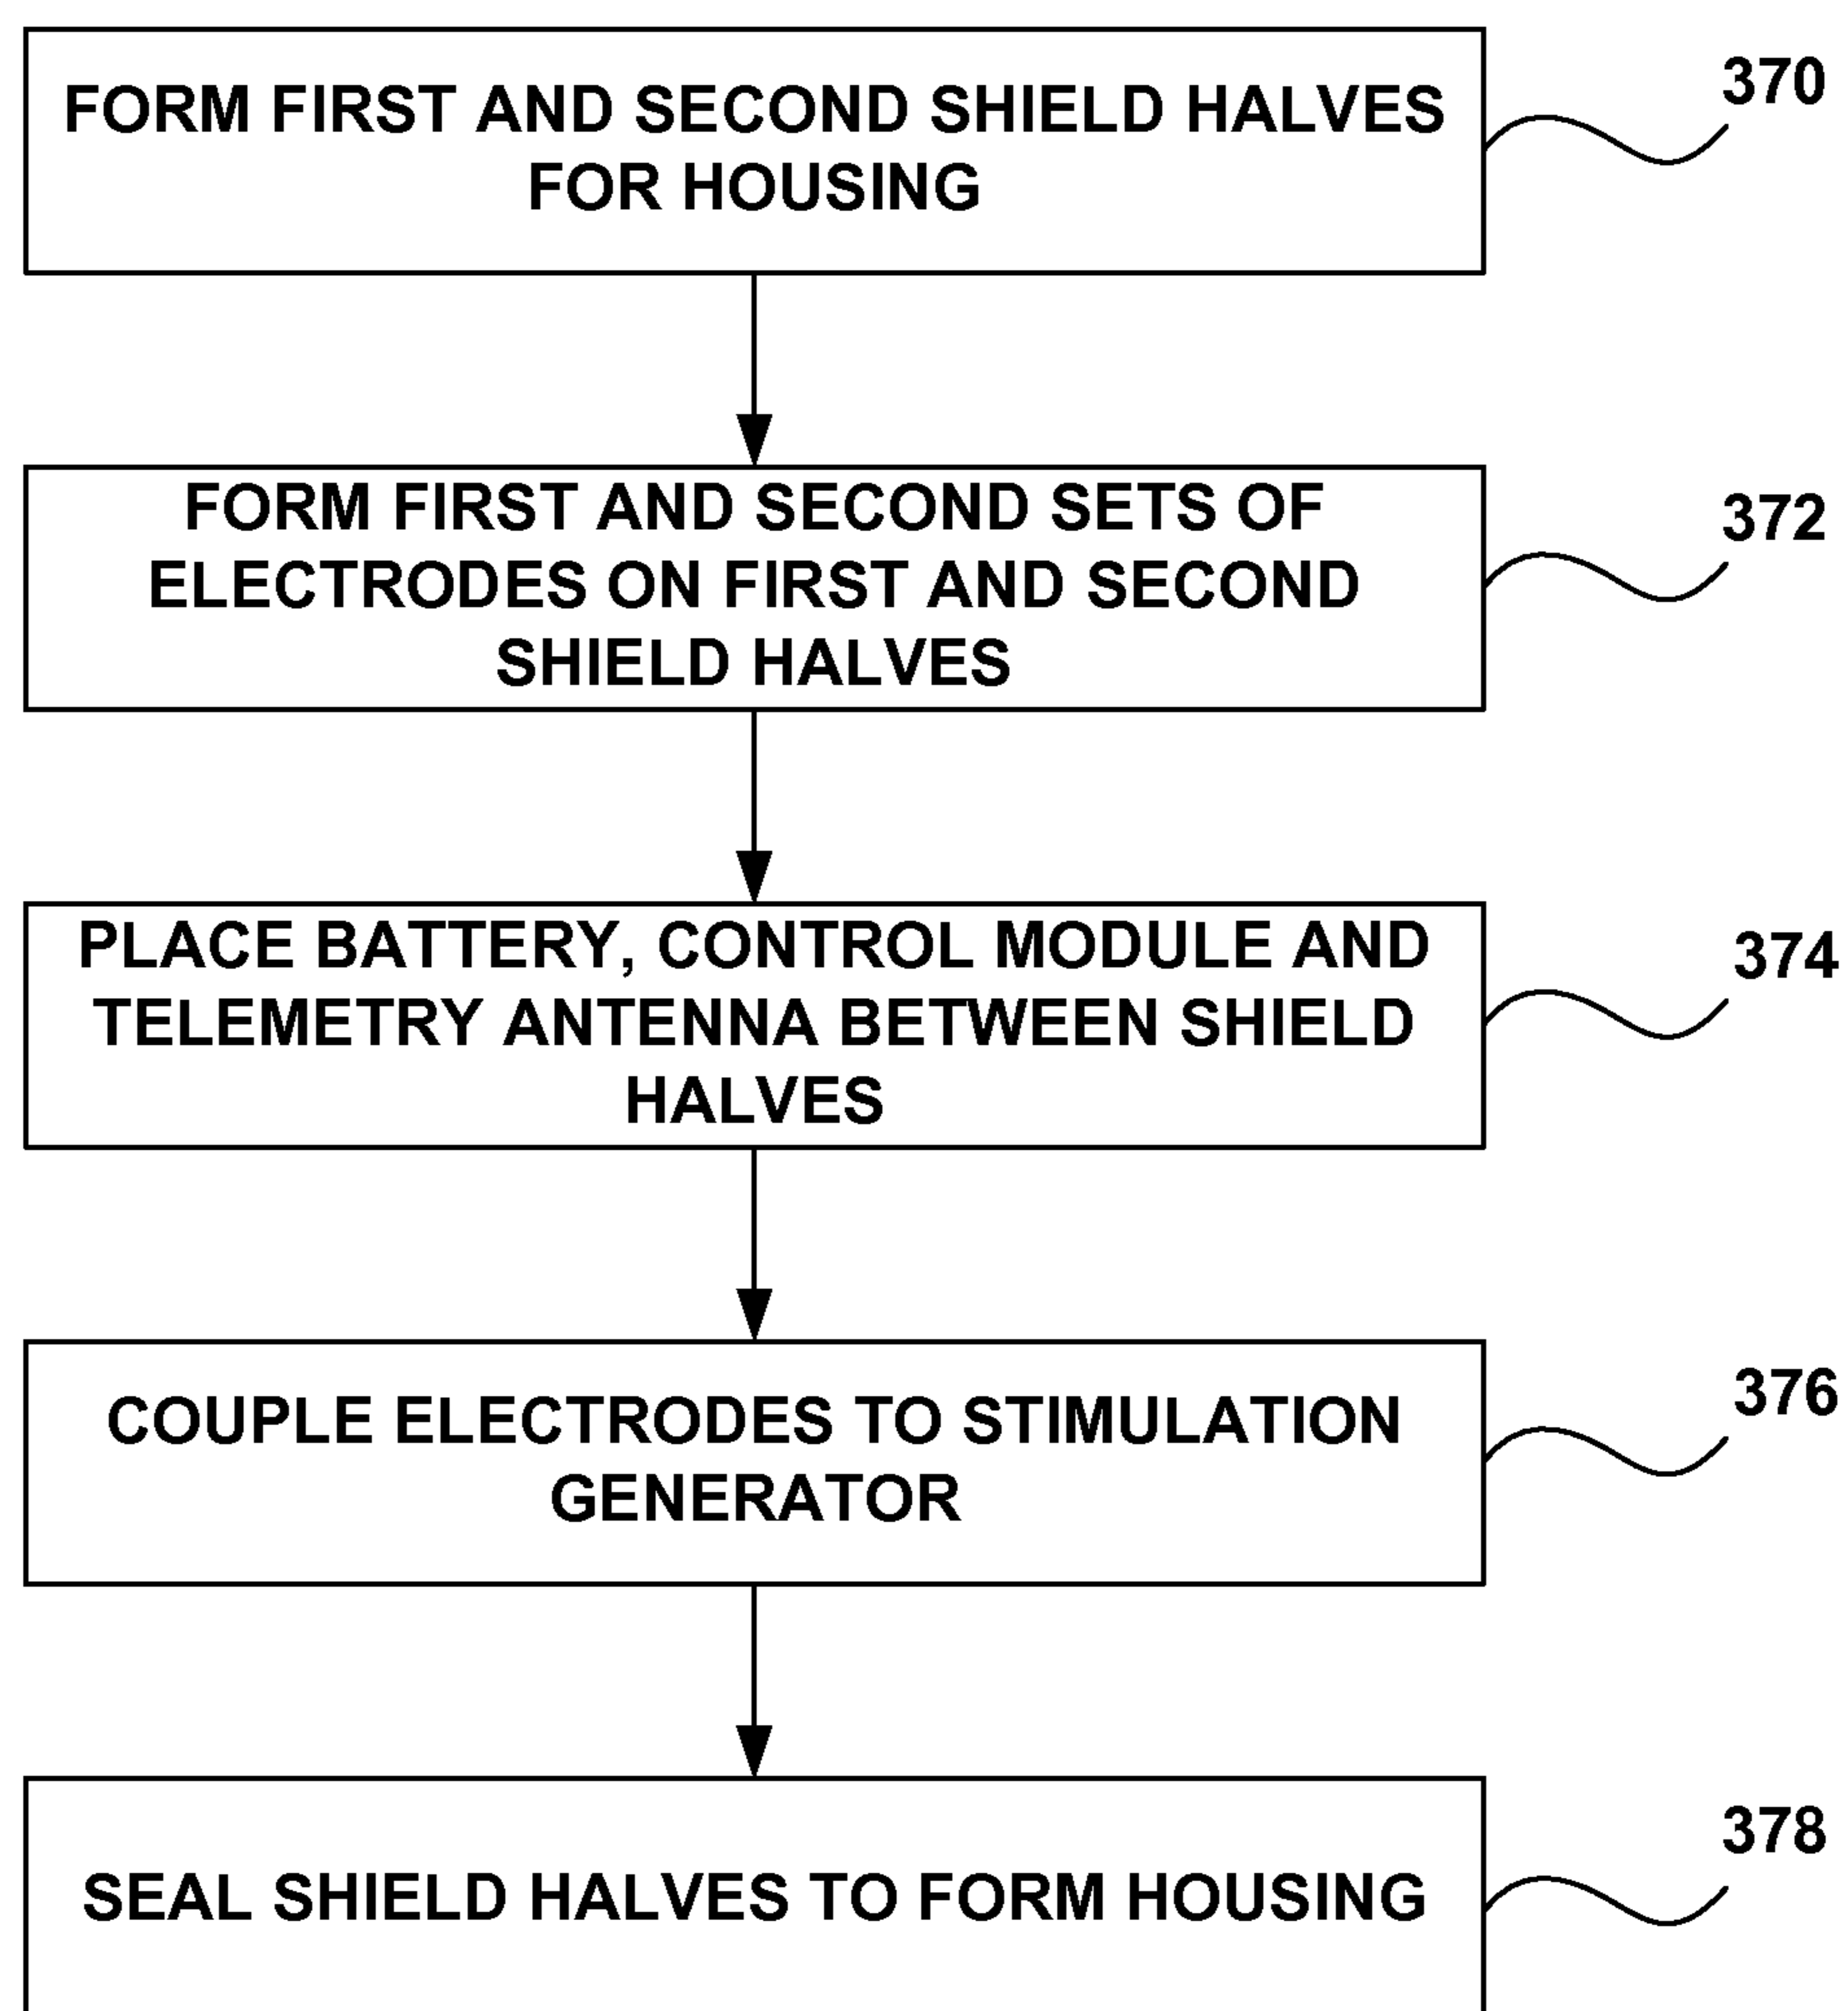 FORM FIRST AND SECOND SHIELD HALVES
FOR HOUSING
370
FORM FIRST AND SECOND SETS OF
ELECTRODES ON FIRST AND SECOND
SHIELD HALVES
372
PLACE BATTERY, CONTROL MODULE AND
TELEMETRY ANTENNA BETWEEN SHIELD
HALVES
374
COUPLE ELECTRODES TO STIMULATION
GENERATOR
376
SEAL SHIELD HALVES TO FORM HOUSING
378